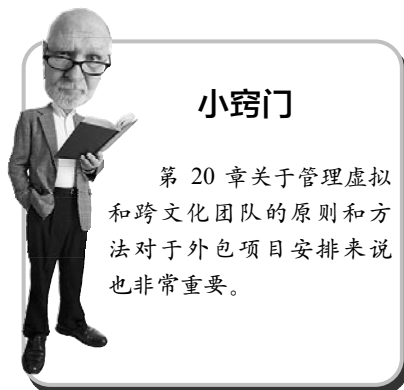 小窍门
第 20 章关于管理虚拟
和跨文化团队的原则和方
法对于外包项目安排来说
也非常重要。